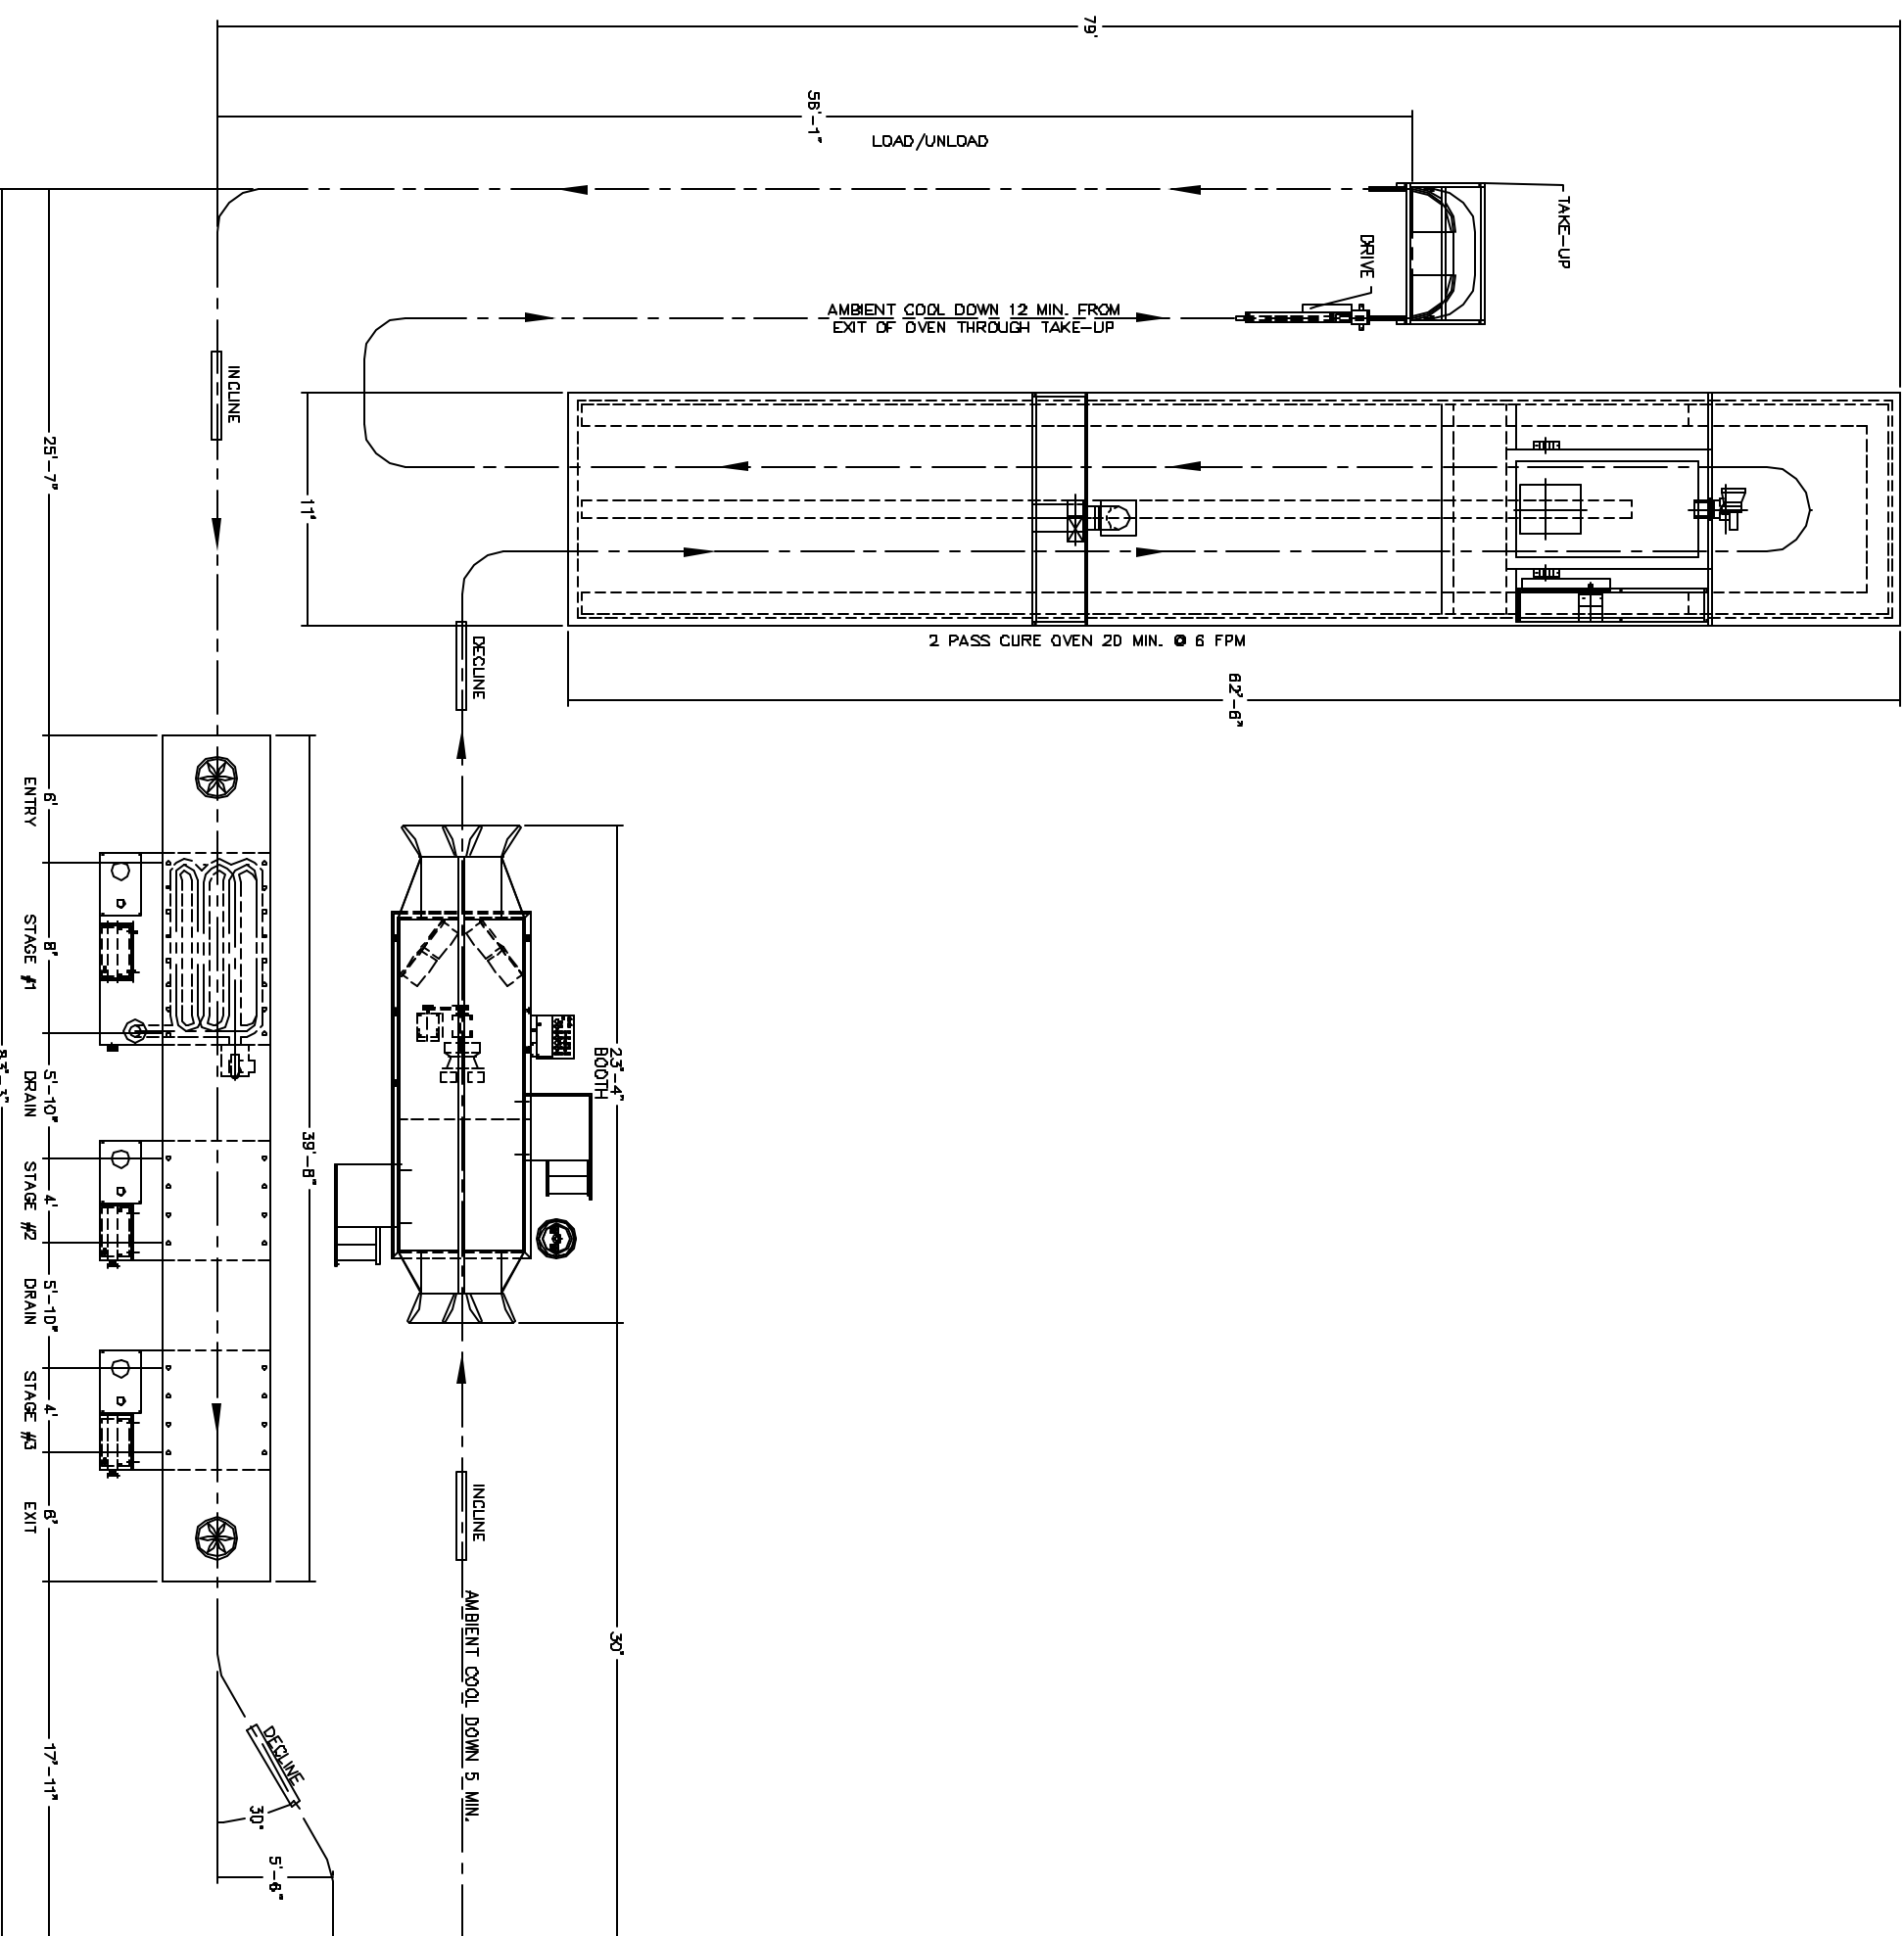 79'
56'-1"
LOAD/UNLOAD
TAKE-UP
DRIVE
AMBIENT COOL DOWN 12 MIN. FROM
EXIT OF OVEN THROUGH TAKE-UP
INCLINE
25'-7"
11'
DECLINE
2 PASS CURE OVEN 20 MIN. @ 6 FPM
62'-6"
6'
ENTRY
8'
STAGE #1
5'-10"
DRAIN
4'
STAGE #2
5'-10"
DRAIN
4'
STAGE #3
6'
EXIT
39'-8"
23'-4"
BOOTH
INCLINE
AMBIENT COOL DOWN 5 MIN.
30'
17'-11"
DECLINE
30°
5'-6"